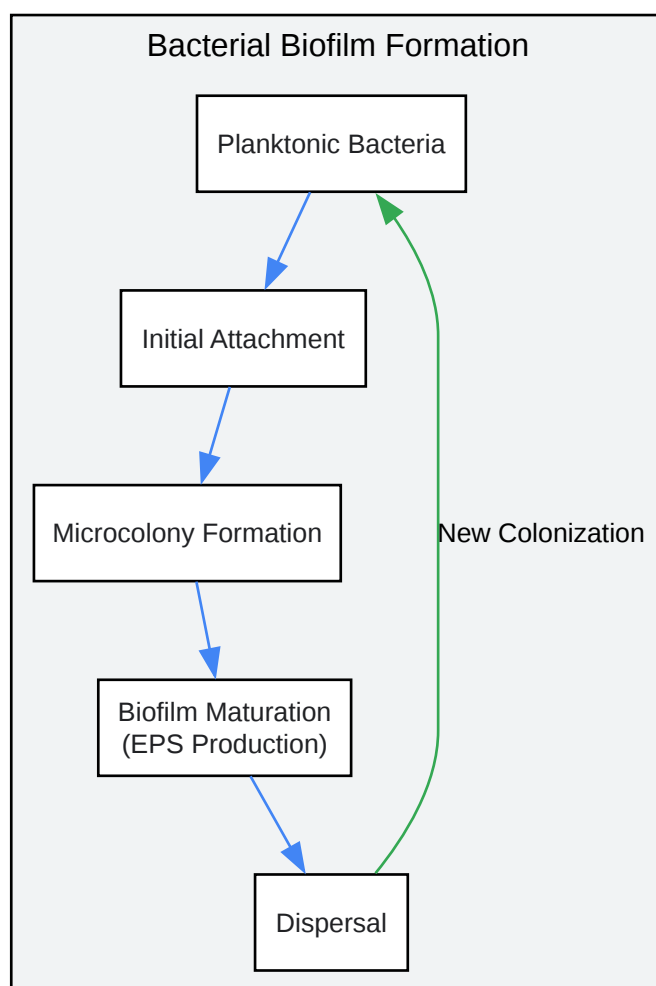 Bacterial Biofilm Formation
Planktonic Bacteria
Initial Attachment
Microcolony Formation
New Colonization
Biofilm Maturation
(EPS Production)
Dispersal